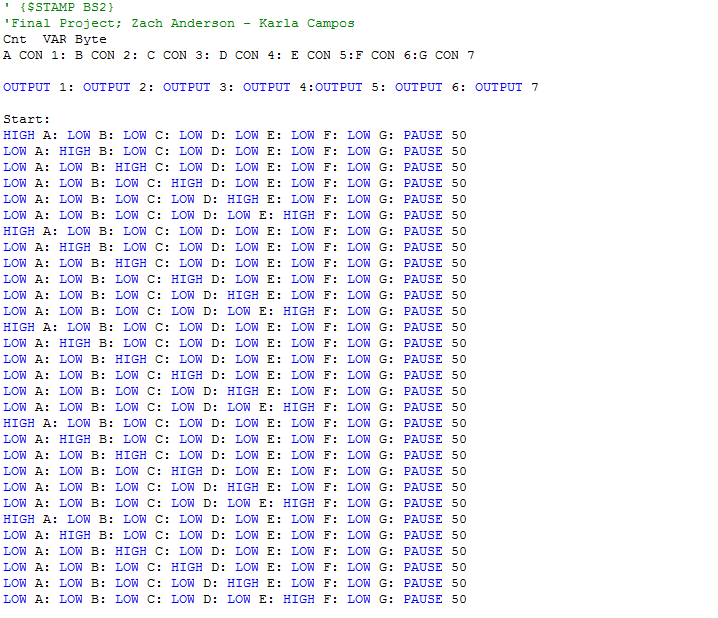 ' {$STAMP BS2}
'Final Project; Zach Anderson - Karla Campos
Cnt  VAR Byte
A CON 1: B CON 2: C CON 3: D CON 4: E CON 5:F CON 6:G CON 7
OUTPUT 1: OUTPUT 2: OUTPUT 3: OUTPUT 4:OUTPUT 5: OUTPUT 6: OUTPUT 7
Start:
HIGH A: LOW B: LOW C: LOW D: LOW E: LOW F: LOW G: PAUSE 50
LOW A: HIGH B: LOW C: LOW D: LOW E: LOW F: LOW G: PAUSE 50
LOW A: LOW B: HIGH C: LOW D: LOW E: LOW F: LOW G: PAUSE 50
LOW A: LOW B: LOW C: HIGH D: LOW E: LOW F: LOW G: PAUSE 50
LOW A: LOW B: LOW C: LOW D: HIGH E: LOW F: LOW G: PAUSE 50
LOW A: LOW B: LOW C: LOW D: LOW E: HIGH F: LOW G: PAUSE 50
HIGH A: LOW B: LOW C: LOW D: LOW E: LOW F: LOW G: PAUSE 50
LOW A: HIGH B: LOW C: LOW D: LOW E: LOW F: LOW G: PAUSE 50
LOW A: LOW B: HIGH C: LOW D: LOW E: LOW F: LOW G: PAUSE 50
LOW A: LOW B: LOW C: HIGH D: LOW E: LOW F: LOW G: PAUSE 50
LOW A: LOW B: LOW C: LOW D: HIGH E: LOW F: LOW G: PAUSE 50
LOW A: LOW B: LOW C: LOW D: LOW E: HIGH F: LOW G: PAUSE 50
HIGH A: LOW B: LOW C: LOW D: LOW E: LOW F: LOW G: PAUSE 50
LOW A: HIGH B: LOW C: LOW D: LOW E: LOW F: LOW G: PAUSE 50
LOW A: LOW B: HIGH C: LOW D: LOW E: LOW F: LOW G: PAUSE 50
LOW A: LOW B: LOW C: HIGH D: LOW E: LOW F: LOW G: PAUSE 50
LOW A: LOW B: LOW C: LOW D: HIGH E: LOW F: LOW G: PAUSE 50
LOW A: LOW B: LOW C: LOW D: LOW E: HIGH F: LOW G: PAUSE 50
HIGH A: LOW B: LOW C: LOW D: LOW E: LOW F: LOW G: PAUSE 50
LOW A: HIGH B: LOW C: LOW D: LOW E: LOW F: LOW G: PAUSE 50
LOW A: LOW B: HIGH C: LOW D: LOW E: LOW F: LOW G: PAUSE 50
LOW A: LOW B: LOW C: HIGH D: LOW E: LOW F: LOW G: PAUSE 50
LOW A: LOW B: LOW C: LOW D: HIGH E: LOW F: LOW G: PAUSE 50
LOW A: LOW B: LOW C: LOW D: LOW E: HIGH F: LOW G: PAUSE 50
HIGH A: LOW B: LOW C: LOW D: LOW E: LOW F: LOW G: PAUSE 50
LOW A: HIGH B: LOW C: LOW D: LOW E: LOW F: LOW G: PAUSE 50
LOW A: LOW B: HIGH C: LOW D: LOW E: LOW F: LOW G: PAUSE 50
LOW A: LOW B: LOW C: HIGH D: LOW E: LOW F: LOW G: PAUSE 50
LOW A: LOW B: LOW C: LOW D: HIGH E: LOW F: LOW G: PAUSE 50
LOW A: LOW B: LOW C: LOW D: LOW E: HIGH F: LOW G: PAUSE 50